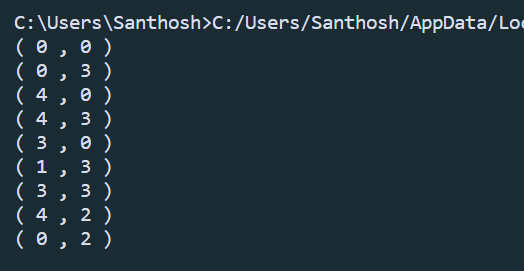 C:\Users\Santhosh>C:/Users/Santhosh/AppData/Loc
( 0 , 0 )
( 0 , 3 )
( 4 , 0 )
( 4 , 3 )
( 3 , 0 )
( 1 , 3 )
( 3 , 3 )
( 4 , 2 )
( 0 , 2 )